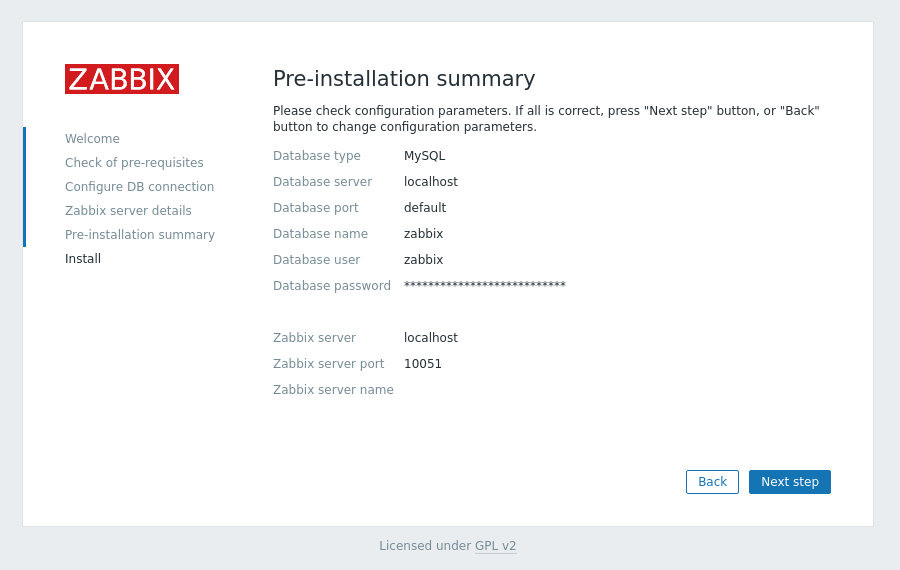 ZABBIX
Welcome
Check of pre-requisites
Configure DB connection
Zabbix server details
Pre-installation summary
Install
Pre-installation summary
Please check configuration parameters. If all is correct, press "Next step" button, or "Back"
button to change configuration parameters.
Database type MySQL
Database server localhost
Database port default
Database name zabbix
Database user zabbix
Database password ***************************
Zabbix server localhost
Zabbix server port 10051
Zabbix server name
Back Next step
Licensed under GPL v2